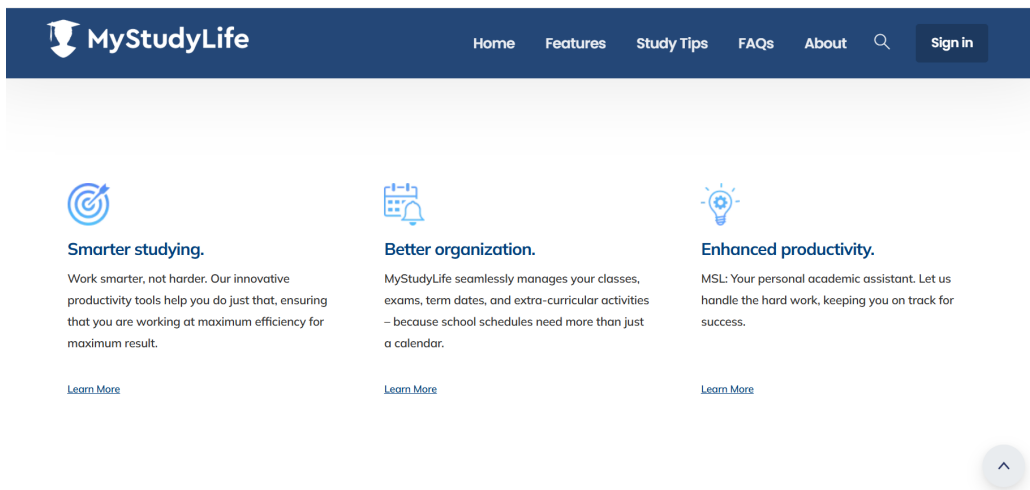 MyStudyLife
Home Features Study Tips FAQs About Sign in
Smarter studying.
Work smarter, not harder. Our innovative
productivity tools help you do just that, ensuring
that you are working at maximum efficiency for
maximum result.
Learn More
Better organization.
MyStudyLife seamlessly manages your classes,
exams, term dates, and extra-curricular activities
– because school schedules need more than just
a calendar.
Learn More
Enhanced productivity.
MSL: Your personal academic assistant. Let us
handle the hard work, keeping you on track for
success.
Learn More